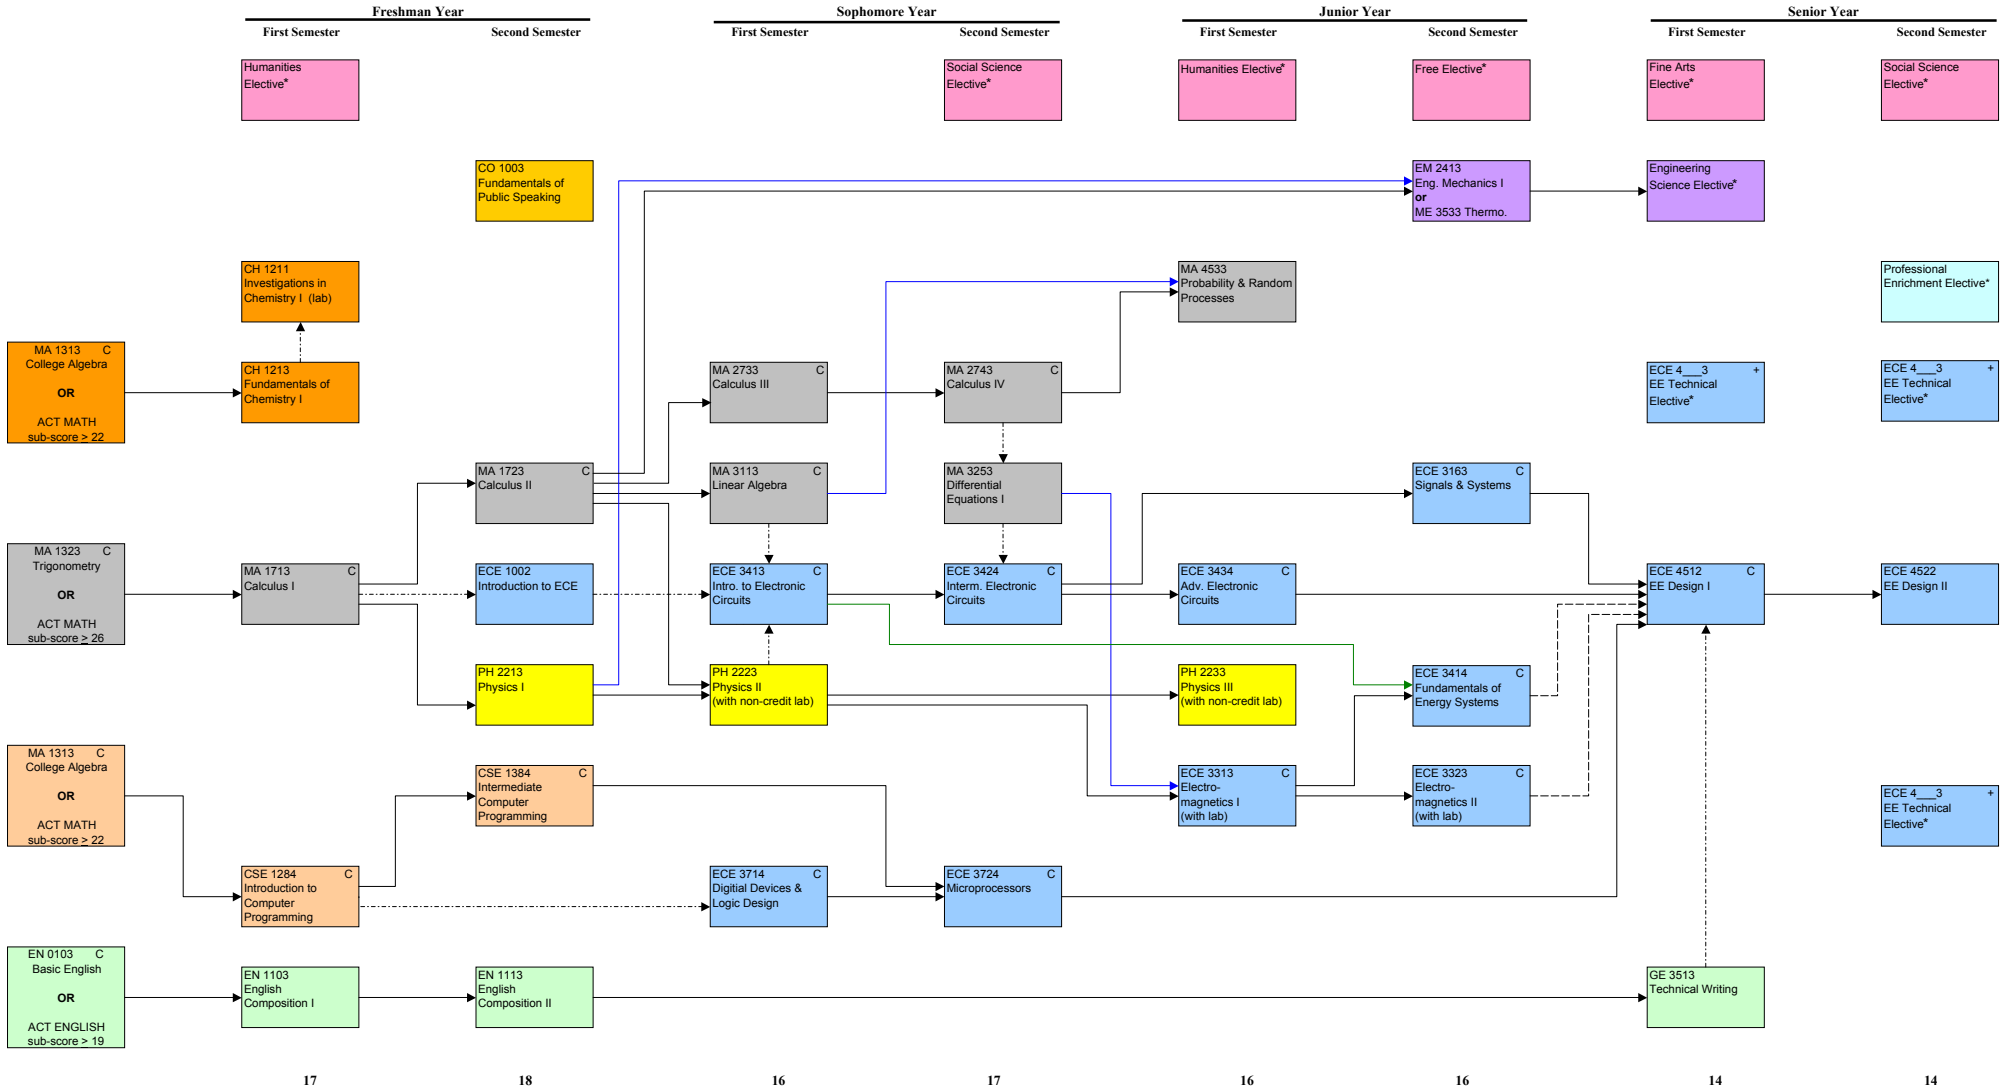 Freshman Year
Sophomore Year
Junior Year
Senior Year
First Semester
Second Semester
First Semester
Second Semester
First Semester
Second Semester
First Semester
Second Semester
Humanities
Elective*
Social Science
Elective*
Humanities Elective*
Free Elective*
Fine Arts
Elective*
Social Science
Elective*
CO 1003
Fundamentals of
Public Speaking
EM 2413
Eng. Mechanics I
or
ME 3533 Thermo.
Engineering
Science Elective*
CH 1211
Investigations in
Chemistry I (lab)
MA 4533
Probability & Random
Processes
Professional
Enrichment Elective*
MA 1313 C
College Algebra
OR
ACT MATH
sub-score ≥ 22
CH 1213
Fundamentals of
Chemistry I
MA 2733 C
Calculus III
MA 2743 C
Calculus IV
ECE 4___3 +
EE Technical
Elective*
ECE 4___3 +
EE Technical
Elective*
MA 1723 C
Calculus II
MA 3113 C
Linear Algebra
MA 3253
Differential
Equations I
ECE 3163 C
Signals & Systems
MA 1323 C
Trigonometry
OR
ACT MATH
sub-score ≥ 26
MA 1713 C
Calculus I
ECE 1002
Introduction to ECE
ECE 3413 C
Intro. to Electronic
Circuits
ECE 3424 C
Interm. Electronic
Circuits
ECE 3434 C
Adv. Electronic
Circuits
ECE 4512 C
EE Design I
ECE 4522
EE Design II
PH 2213
Physics I
PH 2223
Physics II
(with non-credit lab)
PH 2233
Physics III
(with non-credit lab)
ECE 3414 C
Fundamentals of
Energy Systems
MA 1313 C
College Algebra
OR
ACT MATH
sub-score ≥ 22
CSE 1384 C
Intermediate
Computer
Programming
ECE 3313 C
Electro-
magnetics I
(with lab)
ECE 3323 C
Electro-
magnetics II
(with lab)
ECE 4___3 +
EE Technical
Elective*
CSE 1284 C
Introduction to
Computer
Programming
ECE 3714 C
Digitial Devices &
Logic Design
ECE 3724 C
Microprocessors
EN 0103 C
Basic English
OR
ACT ENGLISH
sub-score ≥ 19
EN 1103
English
Composition I
EN 1113
English
Composition II
GE 3513
Technical Writing
17
18
16
17
16
16
14
14